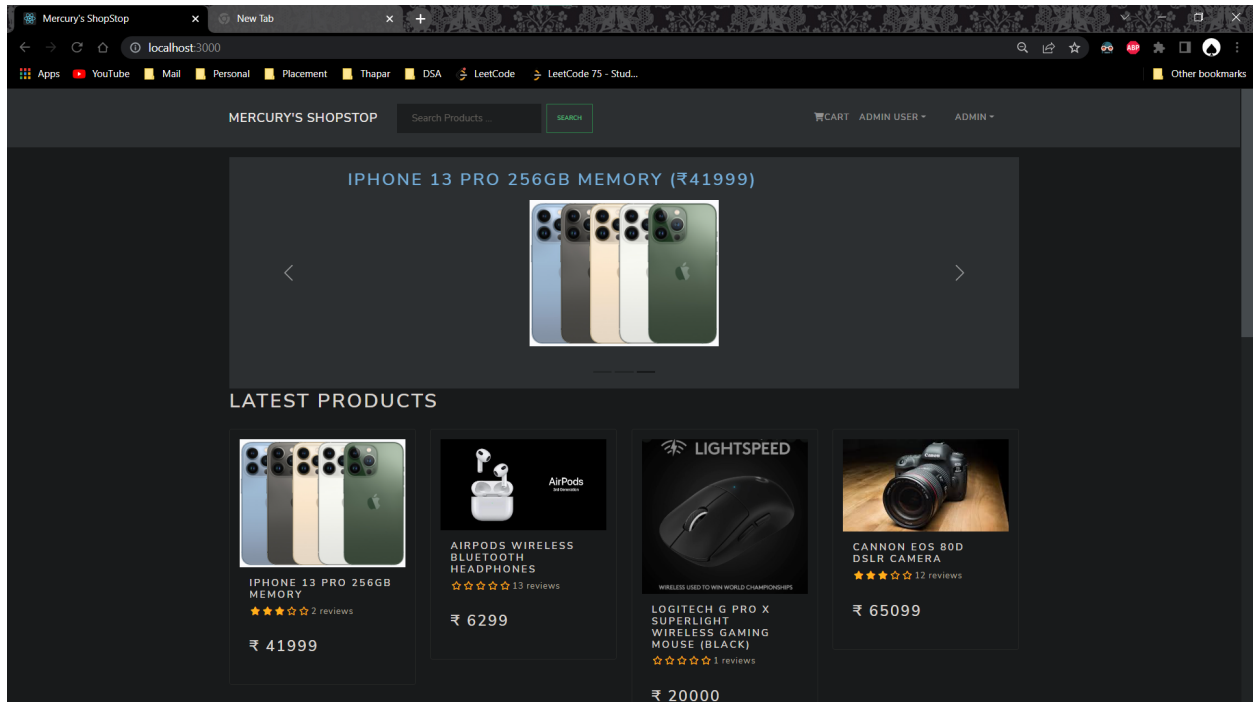 Mercury's ShopStop
New Tab
localhost:3000
ABP
Apps YouTube Mail Personal Placement Thapar DSA LeetCode LeetCode 75 - Stud... Other bookmarks
MERCURY'S SHOPSTOP Search Products ... SEARCH CART ADMIN USER ADMIN
IPHONE 13 PRO 256GB MEMORY (₹41999)
LATEST PRODUCTS
IPHONE 13 PRO 256GB
MEMORY
2 reviews
₹ 41999
AirPods
3rd Generation
AIRPODS WIRELESS
BLUETOOTH
HEADPHONES
13 reviews
₹ 6299
LIGHTSPEED
WIRELESS USED TO WIN WORLD CHAMPIONSHIPS
LOGITECH G PRO X
SUPERLIGHT
WIRELESS GAMING
MOUSE (BLACK)
1 reviews
₹ 20000
Canon
CANNON EOS 80D
DSLR CAMERA
12 reviews
₹ 65099